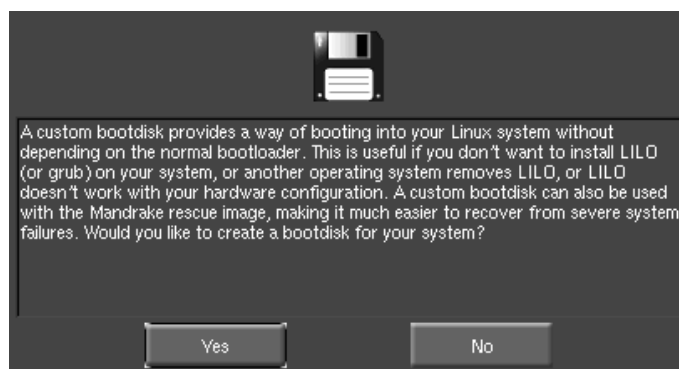 A custom bootdisk provides a way of booting into your Linux system without
depending on the normal bootloader. This is useful if you don't want to install LILO
(or grub) on your system, or another operating system removes LILO, or LILO
doesn't work with your hardware configuration. A custom bootdisk can also be used
with the Mandrake rescue image, making it much easier to recover from severe system
failures. Would you like to create a bootdisk for your system?
Yes
No